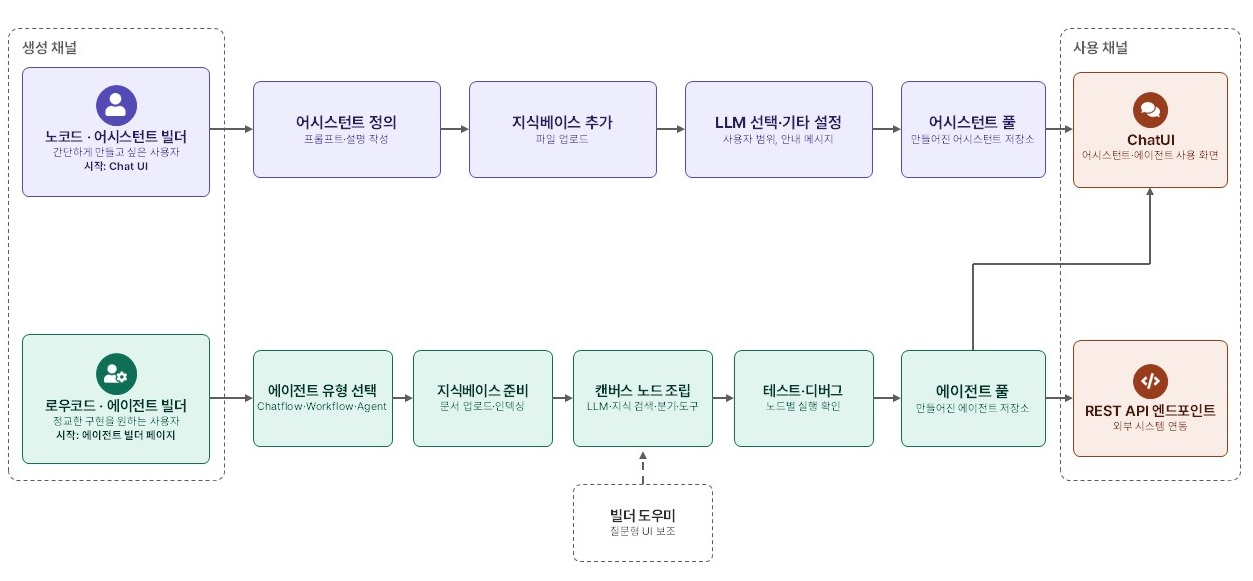 생성 채널
노코드 · 어시스턴트 빌더
간단하게 만들고 싶은 사용자
시작: Chat UI
어시스턴트 정의
프롬프트·설명 작성
지식베이스 추가
파일 업로드
LLM 선택·기타 설정
사용자 범위, 안내 메시지
어시스턴트 풀
만들어진 어시스턴트 저장소
사용 채널
ChatUI
어시스턴트·에이전트 사용 화면
로우코드 · 에이전트 빌더
정교한 구현을 원하는 사용자
시작: 에이전트 빌더 페이지
에이전트 유형 선택
Chatflow·Workflow·Agent
지식베이스 준비
문서 업로드·인덱싱
캔버스 노드 조립
LLM·지식 검색·분기·도구
테스트·디버그
노드별 실행 확인
에이전트 풀
만들어진 에이전트 저장소
REST API 엔드포인트
외부 시스템 연동
빌더 도우미
질문형 UI 보조